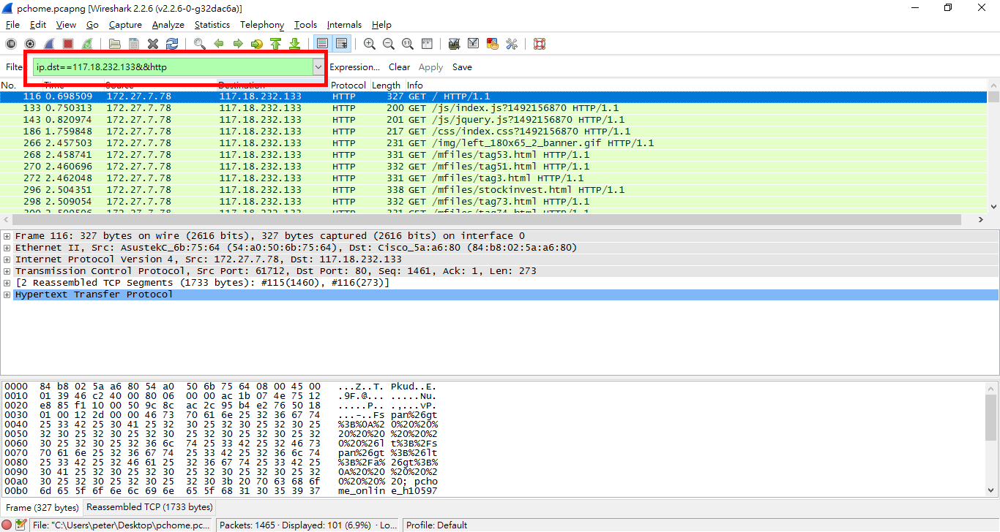 pchome.pcapng [Wireshark 2.2.6 (v2.2.6-0-g32dac6a)]
File Edit View Go Capture Analyze Statistics Telephony Tools Internals Help
Filte ip.dst==117.18.232.133&&http Expression... Clear Apply Save
No. Time Source Destination Protocol Length Info
116 0.698509 172.27.7.78 117.18.232.133 HTTP 327 GET / HTTP/1.1
133 0.750313 172.27.7.78 117.18.232.133 HTTP 200 GET /js/index.js?1492156870 HTTP/1.1
143 0.820974 172.27.7.78 117.18.232.133 HTTP 201 GET /js/jquery.js?1492156870 HTTP/1.1
186 1.759848 172.27.7.78 117.18.232.133 HTTP 217 GET /css/index.css?1492156870 HTTP/1.1
266 2.457503 172.27.7.78 117.18.232.133 HTTP 231 GET /img/left_180x65_2_banner.gif HTTP/1.1
268 2.458741 172.27.7.78 117.18.232.133 HTTP 331 GET /mfiles/tag53.html HTTP/1.1
270 2.460696 172.27.7.78 117.18.232.133 HTTP 332 GET /mfiles/tag51.html HTTP/1.1
272 2.462048 172.27.7.78 117.18.232.133 HTTP 331 GET /mfiles/tag3.html HTTP/1.1
296 2.504351 172.27.7.78 117.18.232.133 HTTP 338 GET /mfiles/stockinvest.html HTTP/1.1
298 2.509054 172.27.7.78 117.18.232.133 HTTP 332 GET /mfiles/tag73.html HTTP/1.1
Frame 116: 327 bytes on wire (2616 bits), 327 bytes captured (2616 bits) on interface 0
Ethernet II, Src: AsustekC_6b:75:64 (54:a0:50:6b:75:64), Dst: Cisco_5a:a6:80 (84:b8:02:5a:a6:80)
Internet Protocol Version 4, Src: 172.27.7.78, Dst: 117.18.232.133
Transmission Control Protocol, Src Port: 61712, Dst Port: 80, Seq: 1461, Ack: 1, Len: 273
[2 Reassembled TCP Segments (1733 bytes): #115(1460), #116(273)]
Hypertext Transfer Protocol
0000 84 b8 02 5a a6 80 54 a0 50 6b 75 64 08 00 45 00 ...Z..T. Pkud..E.
0010 01 39 46 c2 40 00 80 06 00 00 ac 1b 07 4e 75 12 .9F.@... .....Nu.
0020 e8 85 f1 10 00 50 9c 8c ac 2c 95 b4 e2 76 50 18 .....P.. .,...vP.
0030 01 00 12 2d 00 00 46 73 70 61 6e 25 32 36 67 74 ...-..Fs pan%26gt
0040 25 33 42 25 30 41 25 32 30 25 32 30 25 32 30 25 %3B%0A%2 0%20%20%
0050 32 30 25 32 30 25 32 30 25 32 30 25 32 30 25 32 20%20%20 %20%20%2
0060 30 25 32 30 25 32 36 6c 74 25 33 42 25 32 46 73 0%20%26l t%3B%2Fs
0070 70 61 6e 25 32 36 67 74 25 33 42 25 32 36 6c 74 pan%26gt %3B%26lt
0080 25 33 42 25 32 46 61 25 32 36 67 74 25 33 42 25 %3B%2Fa% 26gt%3B%
0090 30 41 25 32 30 25 32 30 25 32 30 25 32 30 25 32 0A%20%20 %20%20%2
00a0 30 25 32 30 25 32 30 25 32 30 3b 20 70 63 68 6f 0%20%20% 20; pcho
00b0 6d 65 5f 6f 6e 6c 69 6e 65 5f 68 31 30 35 39 37 me_onlin e_h10597
Frame (327 bytes) Reassembled TCP (1733 bytes)
File: "C:\Users\peter\Desktop\pchome.pc... Packets: 1465 · Displayed: 101 (6.9%) · Lo... Profile: Default